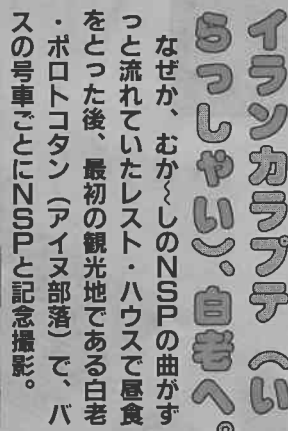 イランカラプテ（い
らっしゃい）、白老へ。
なぜか、むか〜しのNSPの曲がず
っと流れていたレスト・ハウスで昼食
をとった後、最初の観光地である白老
・ポロトコタン（アイヌ部落）で、バ
スの号車ごとにNSPと記念撮影。